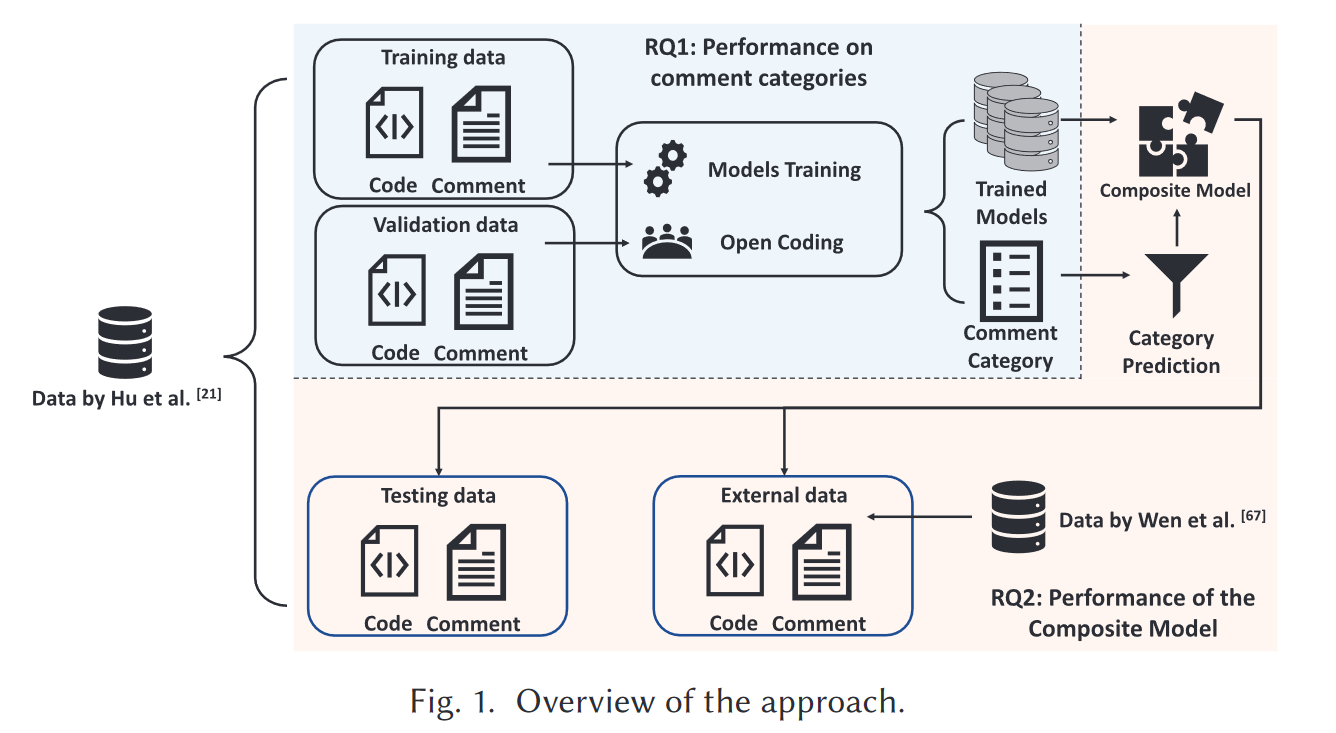 Training data
Code Comment
Validation data
Code Comment
RQ1: Performance on
comment categories
Models Training
Open Coding
Trained
Models
Comment
Category
Composite Model
Category
Prediction
Data by Hu et al. [21]
Testing data
Code Comment
External data
Code Comment
Data by Wen et al. [67]
RQ2: Performance of the
Composite Model
Fig. 1. Overview of the approach.